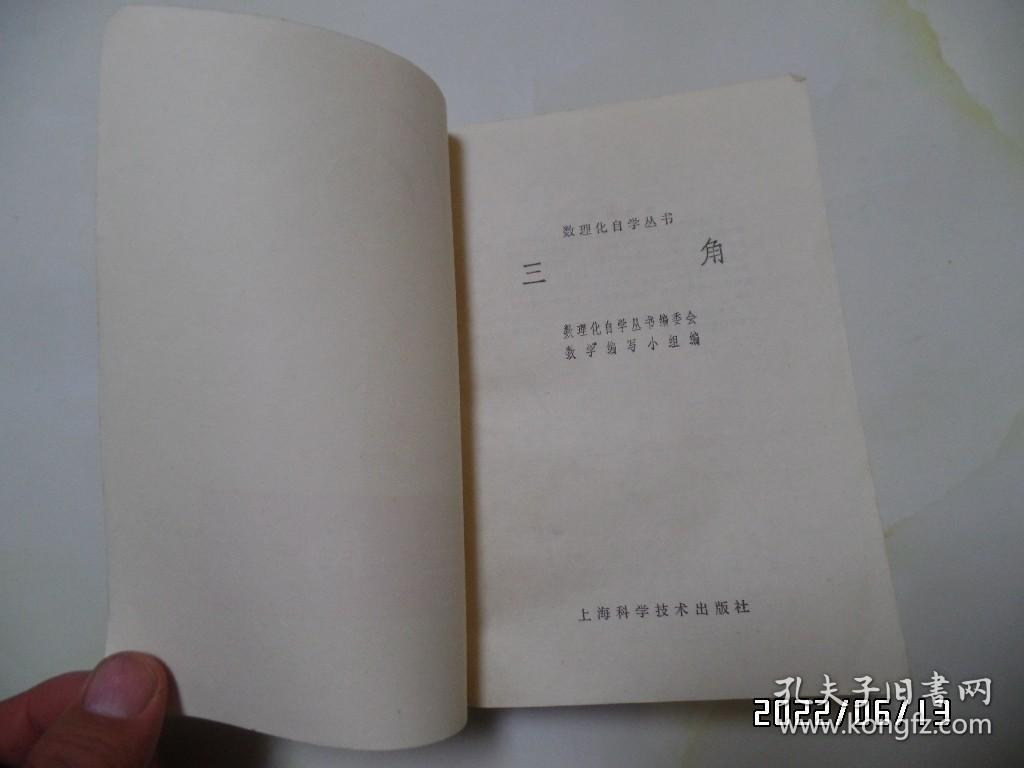 数理化自学丛书
三角
数理化自学丛书编委会
数学编写小组编
上海科学技术出版社
孔夫子旧書网
2022/06/13
www.kongfz.com